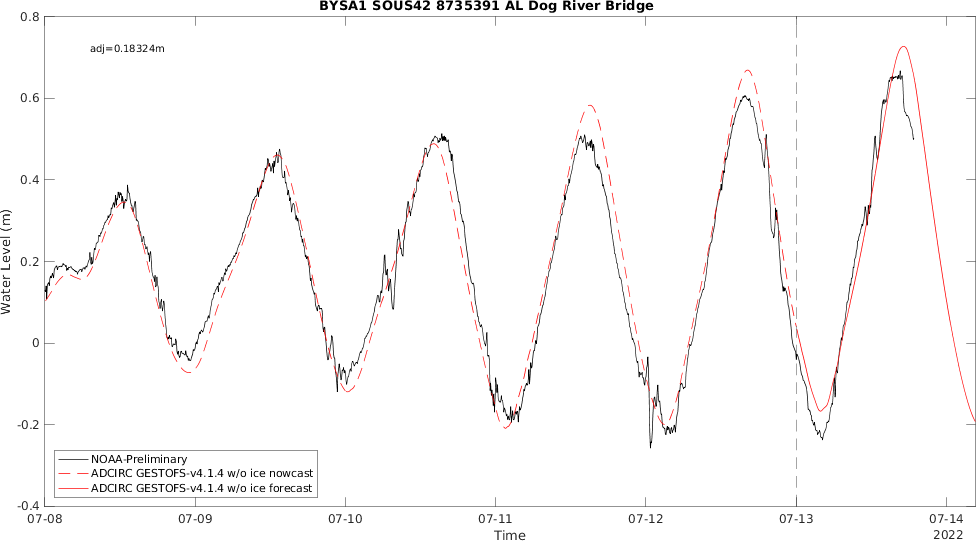 BYSA1 SOUS42 8735391 AL Dog River Bridge
adj=0.18324m
Water Level (m)
0.8
0.6
0.4
0.2
0
-0.2
-0.4
NOAA-Preliminary
ADCIRC GESTOFS-v4.1.4 w/o ice nowcast
ADCIRC GESTOFS-v4.1.4 w/o ice forecast
07-08 07-09 07-10 07-11 07-12 07-13 07-14
Time
2022